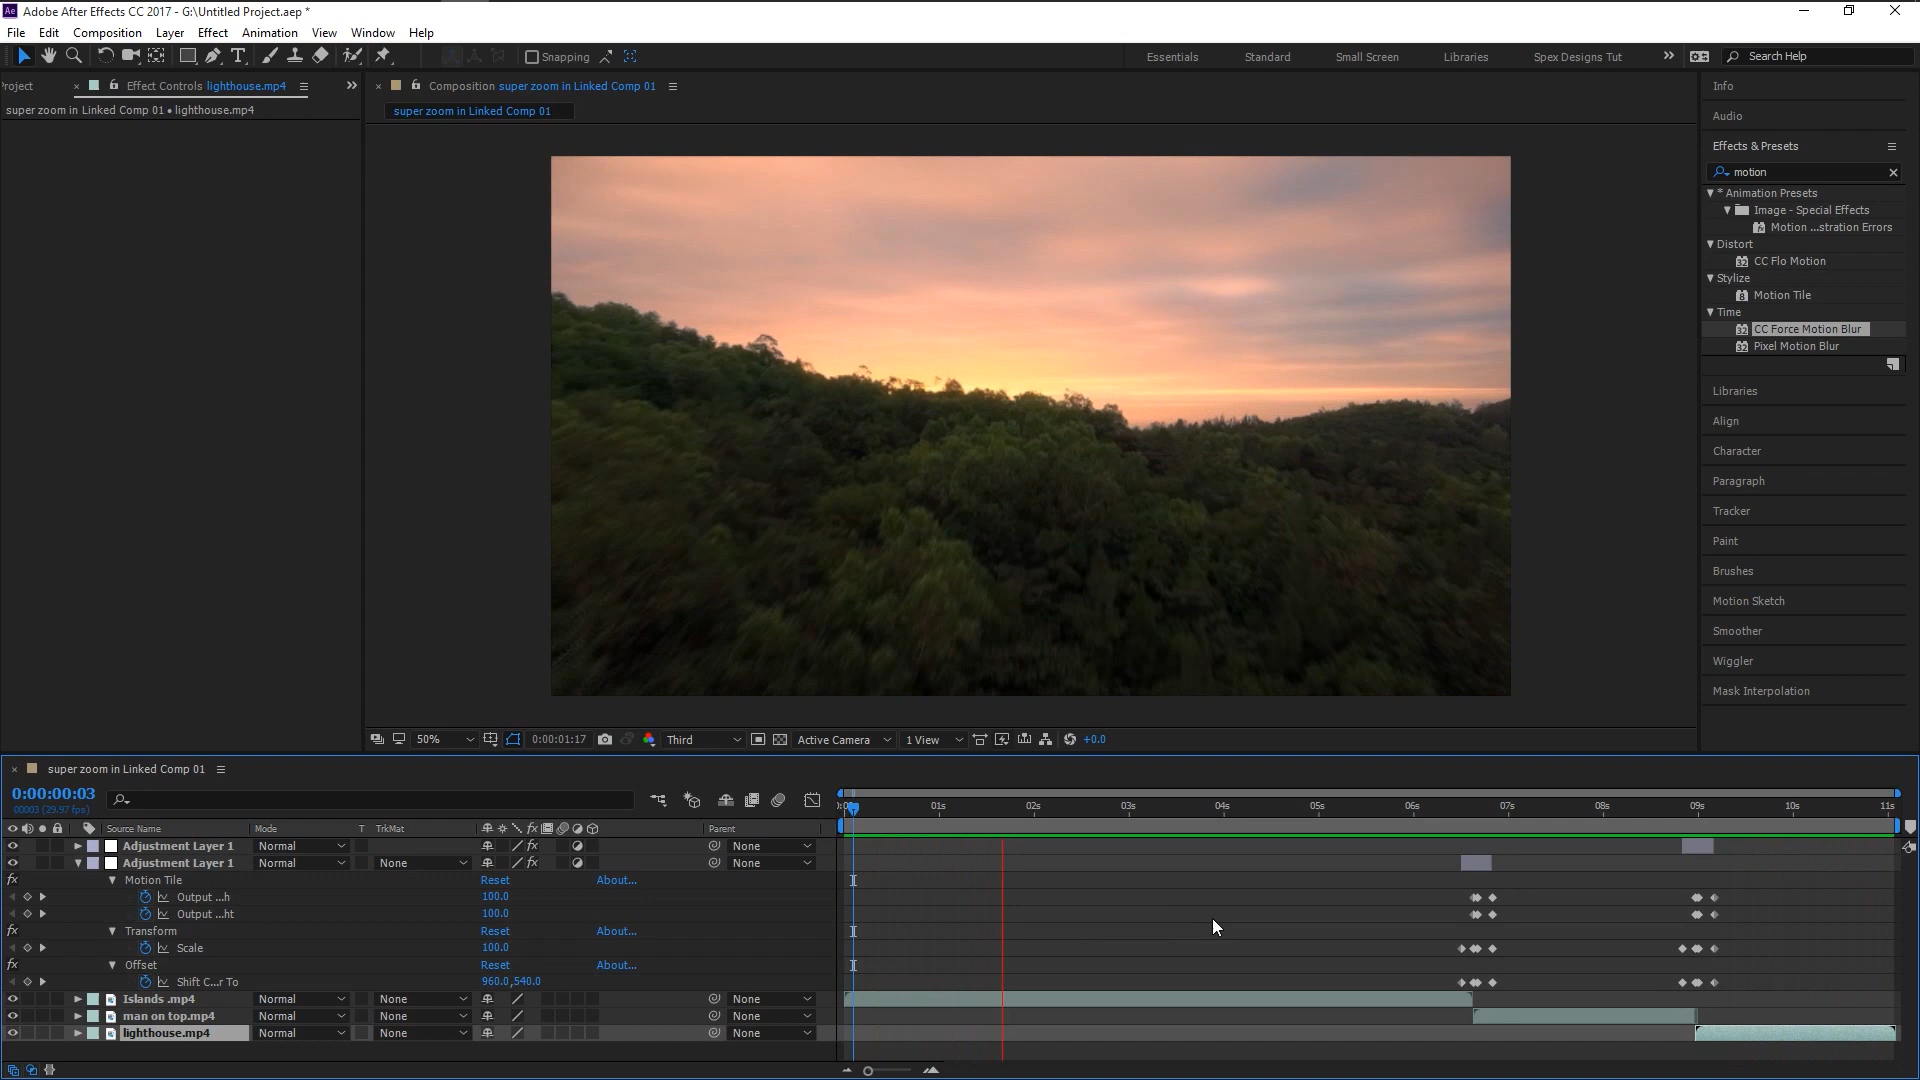 Ae Adobe After Effects CC 2017 - G:\Untitled Project.aep *
File Edit Composition Layer Effect Animation View Window Help
Snapping
Essentials Standard Small Screen Libraries Spex Designs Tut
Search Help
Project
Effect Controls lighthouse.mp4
super zoom in Linked Comp 01 • lighthouse.mp4
Composition super zoom in Linked Comp 01
super zoom in Linked Comp 01
Info
Audio
Effects & Presets
motion
* Animation Presets
Image - Special Effects
Motion ...stration Errors
Distort
CC Flo Motion
Stylize
Motion Tile
Time
CC Force Motion Blur
Pixel Motion Blur
Libraries
Align
Character
Paragraph
Tracker
Paint
Brushes
Motion Sketch
Smoother
Wiggler
Mask Interpolation
50% 0:00:01:17 Third Active Camera 1 View +0.0
super zoom in Linked Comp 01
0:00:00:03
00003 (29.97 fps)
01s 02s 03s 04s 05s 06s 07s 08s 09s 10s 11s
Source Name Mode T TrkMat Parent
Adjustment Layer 1 Normal None
Adjustment Layer 1 Normal None None
fx Motion Tile Reset About...
Output ...h 100.0
Output ...ht 100.0
fx Transform Reset About...
Scale 100.0
fx Offset Reset About...
Shift C...r To 960.0,540.0
Islands .mp4 Normal None None
man on top.mp4 Normal None None
lighthouse.mp4 Normal None None